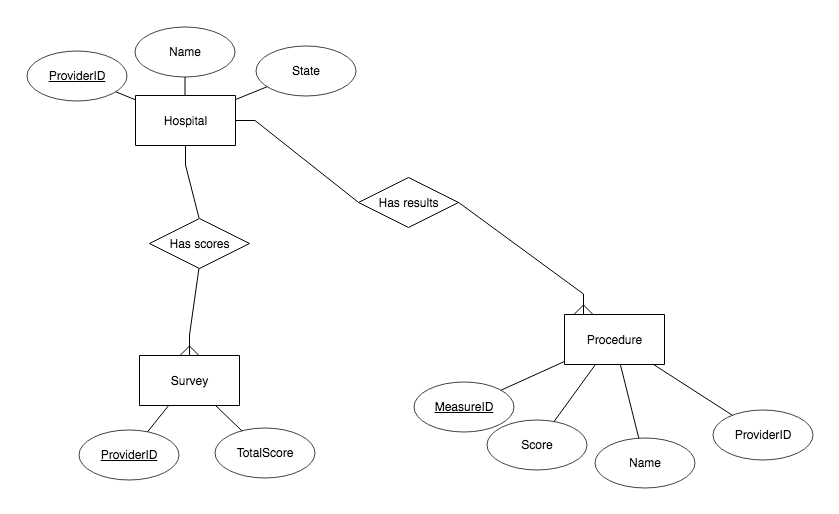 Name
State
ProviderID
Hospital
Has results
Has scores
Procedure
Survey
MeasureID
ProviderID
Score
TotalScore
ProviderID
Name